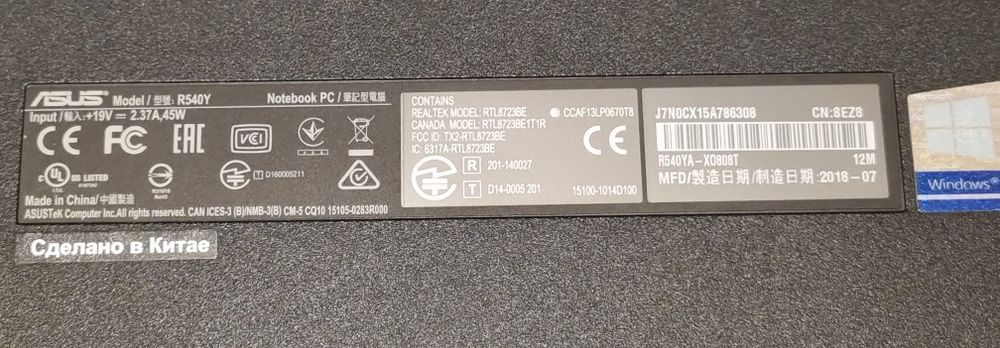 ASUS Model / 型號: R540Y Notebook PC / 筆記型電腦
Input / 輸入: +19V ⎓ 2.37A, 45W
CE FC EAC VCI
UL US LISTED
D160005211
Made in China/ 中國製造
ASUSTeK Computer Inc.All rights reserved. CAN ICES-3 (B)/NMB-3(B) CM-5 CQ10 15105-0283R000
Сделано в Китае
CONTAINS
REALTEK MODEL: RTL8723BE
CANADA MODEL: RTL8723BE1T1R
FCC ID: TX2-RTL8723BE
IC: 6317A-RTL8723BE
R 201-140027
T D14-0005 201
CCAF13LP0670T8
CE
15100-1014D100
J7N0CX15A786308 CN:8EZ8
R540YA-XO808T 12M
MFD/製造日期/制造日期:2018-07
Windows®